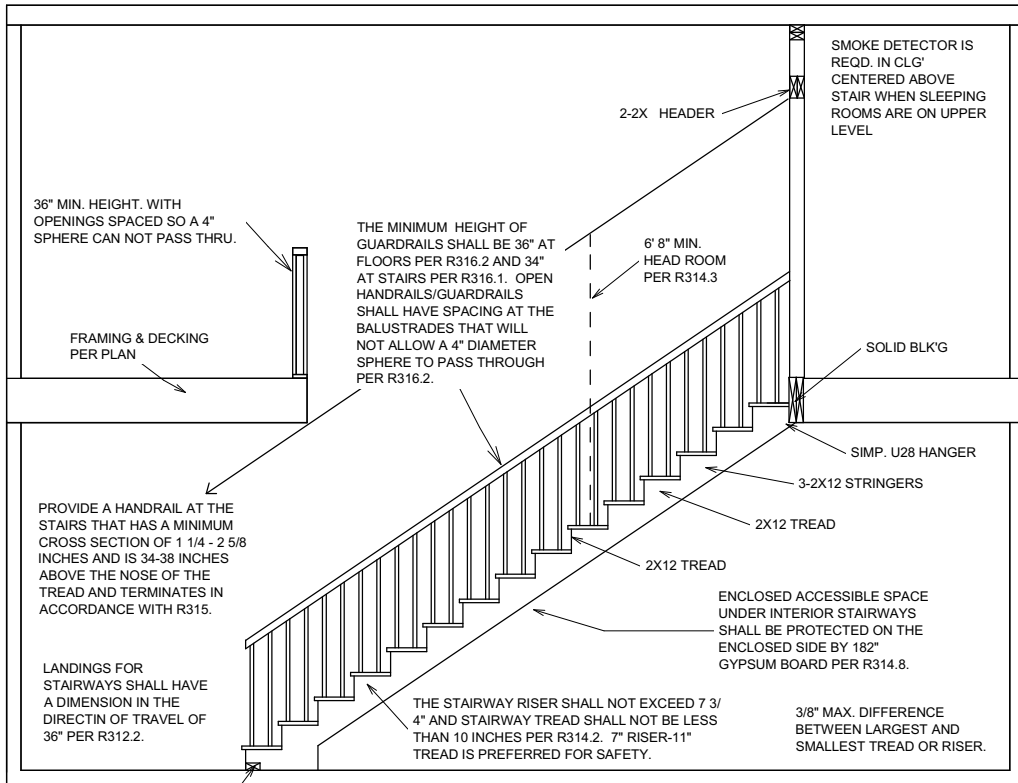 SMOKE DETECTOR IS
REQD. IN CLG'
CENTERED ABOVE
STAIR WHEN SLEEPING
ROOMS ARE ON UPPER
LEVEL
2-2X HEADER
36" MIN. HEIGHT. WITH
OPENINGS SPACED SO A 4"
SPHERE CAN NOT PASS THRU.
THE MINIMUM HEIGHT OF
GUARDRAILS SHALL BE 36" AT
FLOORS PER R316.2 AND 34"
AT STAIRS PER R316.1. OPEN
HANDRAILS/GUARDRAILS
SHALL HAVE SPACING AT THE
BALUSTRADES THAT WILL
NOT ALLOW A 4" DIAMETER
SPHERE TO PASS THROUGH
PER R316.2.
6' 8" MIN.
HEAD ROOM
PER R314.3
FRAMING & DECKING
PER PLAN
SOLID BLK'G
SIMP. U28 HANGER
3-2X12 STRINGERS
2X12 TREAD
2X12 TREAD
PROVIDE A HANDRAIL AT THE
STAIRS THAT HAS A MINIMUM
CROSS SECTION OF 1 1/4 - 2 5/8
INCHES AND IS 34-38 INCHES
ABOVE THE NOSE OF THE
TREAD AND TERMINATES IN
ACCORDANCE WITH R315.
ENCLOSED ACCESSIBLE SPACE
UNDER INTERIOR STAIRWAYS
SHALL BE PROTECTED ON THE
ENCLOSED SIDE BY 182"
GYPSUM BOARD PER R314.8.
LANDINGS FOR
STAIRWAYS SHALL HAVE
A DIMENSION IN THE
DIRECTIN OF TRAVEL OF
36" PER R312.2.
THE STAIRWAY RISER SHALL NOT EXCEED 7 3/
4" AND STAIRWAY TREAD SHALL NOT BE LESS
THAN 10 INCHES PER R314.2. 7" RISER-11"
TREAD IS PREFERRED FOR SAFETY.
3/8" MAX. DIFFERENCE
BETWEEN LARGEST AND
SMALLEST TREAD OR RISER.